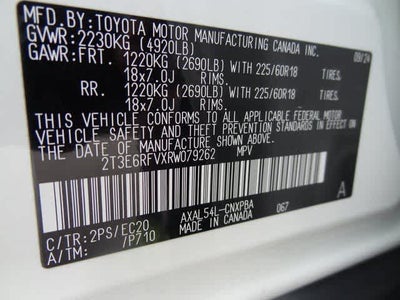 MFD.BY:TOYOTA MOTOR MANUFACTURING CANADA INC.
GVWR:2230KG (4920LB) 09/24
GAWR:FRT. 1220KG (2690LB) WITH 225/60R18 TIRES,
18x7.0J RIMS.
RR. 1220KG (2690LB) WITH 225/60R18 TIRES,
18x7.0J RIMS.
THIS VEHICLE CONFORMS TO ALL APPLICABLE FEDERAL MOTOR
VEHICLE SAFETY AND THEFT PREVENTION STANDARDS IN EFFECT
ON THE DATE OF MANUFACTURE SHOWN ABOVE.
2T3E6RFVXRW079262 MPV
A
AXAL54L-CNXPBA 067
C/TR:2PS/EC20 MADE IN CANADA
A/TM: /P710